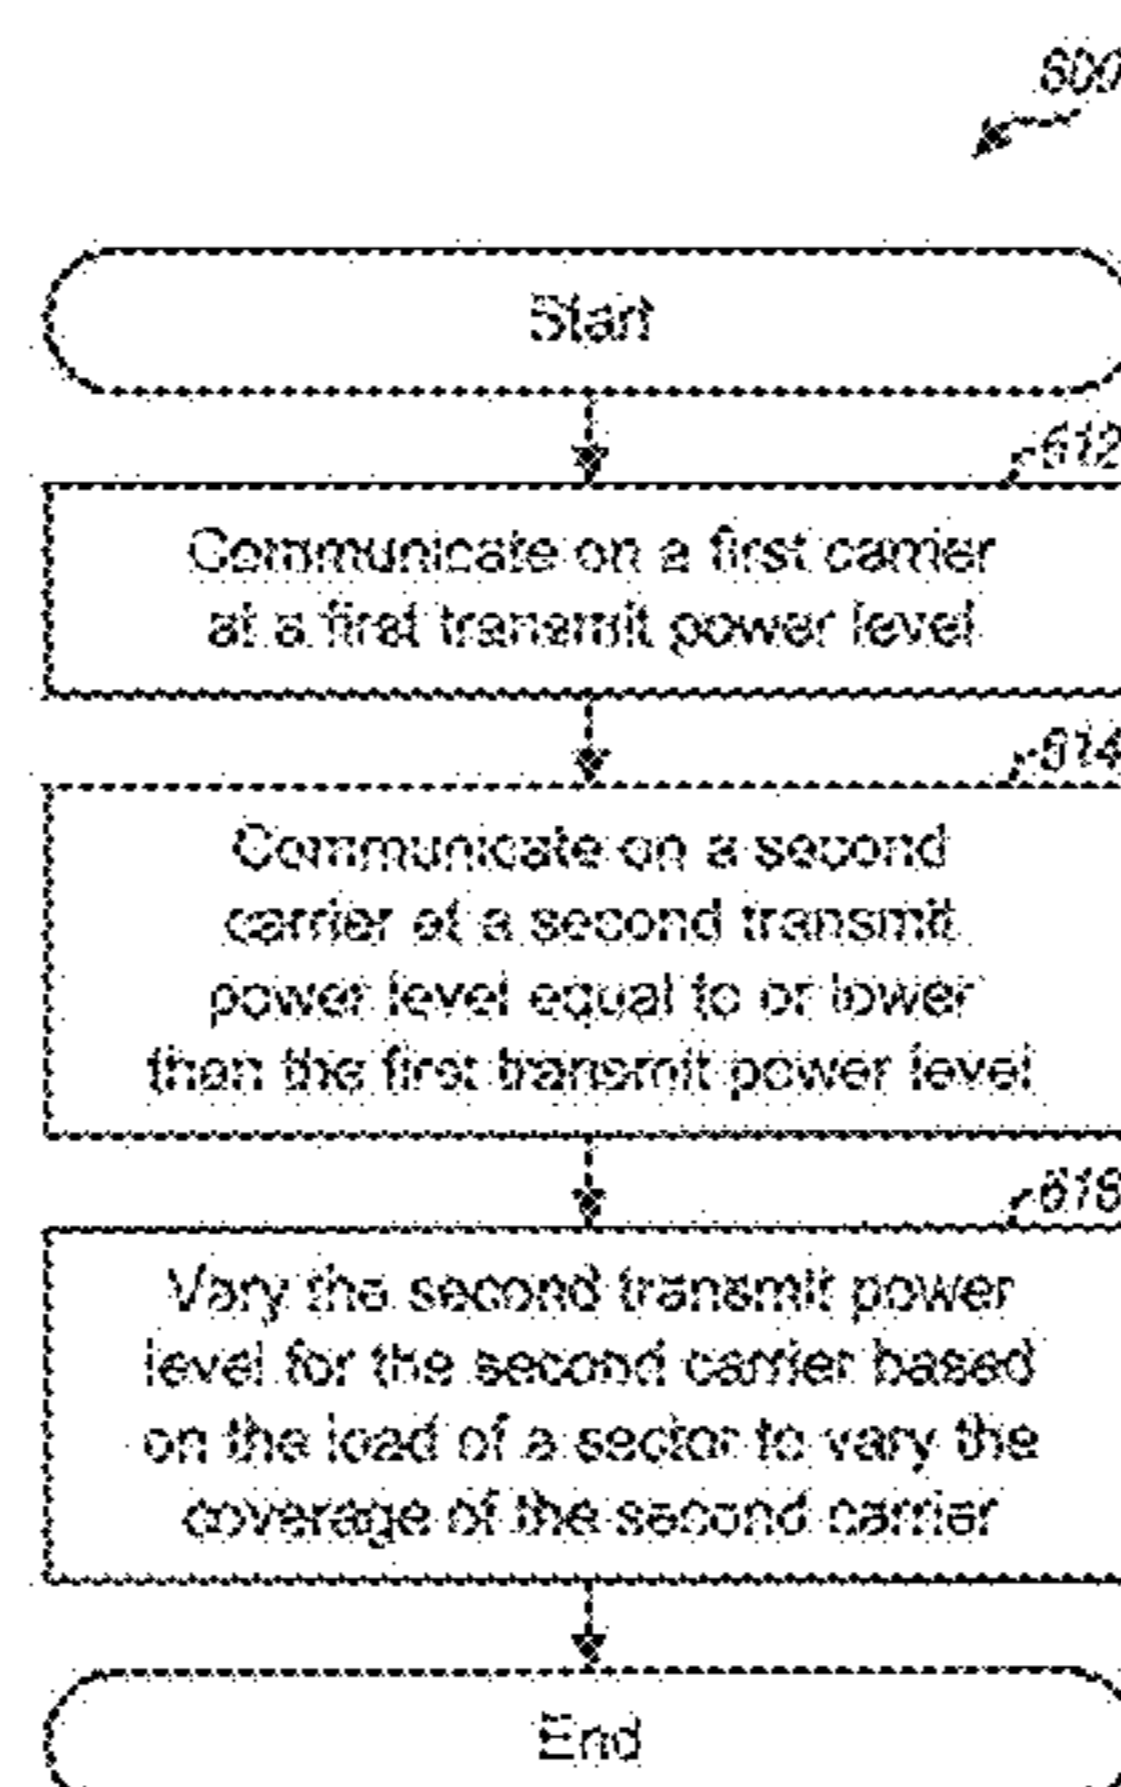 600
Start
612
Communicate on a first carrier
at a first transmit power level
614
Communicate on a second
carrier at a second transmit
power level equal to or lower
than the first transmit power level
616
Vary the second transmit power
level for the second carrier based
on the load of a sector to vary the
coverage of the second carrier
End